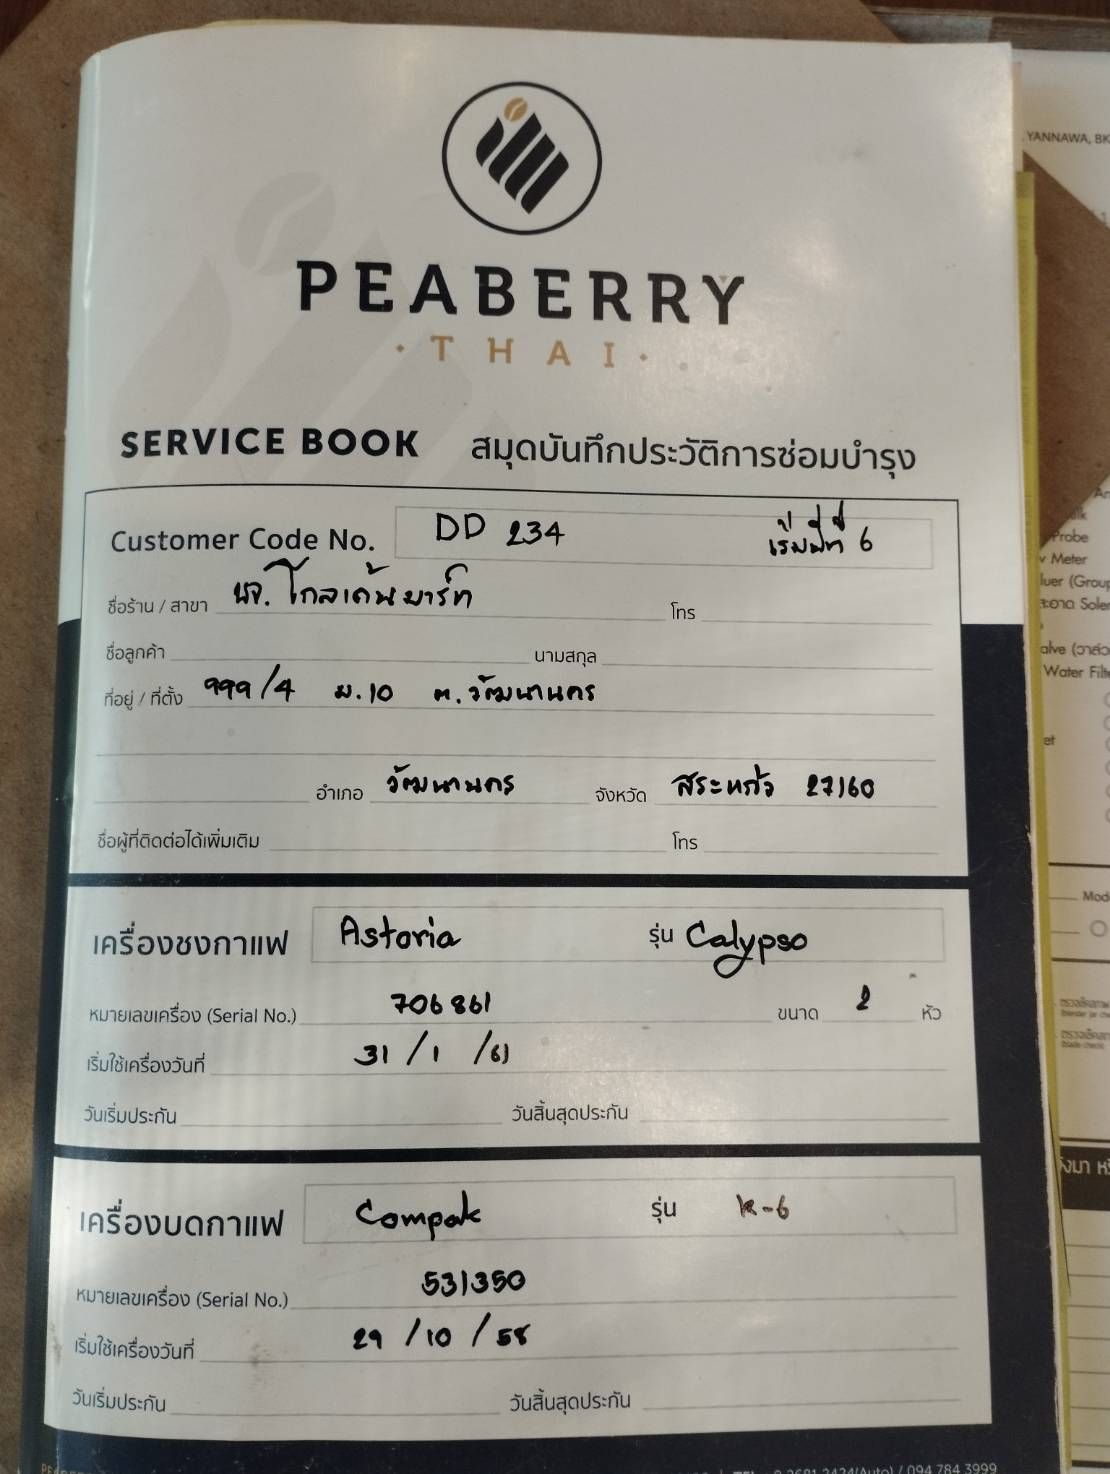 YANNAWA, BK
PEABERRY
· THAI ·
SERVICE BOOK สมุดบันทึกประวัติการซ่อมบำรุง
Customer Code No. DD 234 เริ่มปีที่ 6
ชื่อร้าน / สาขา หจ. โกลเด้นมาร์ท โทร
ชื่อลูกค้า นามสกุล
ที่อยู่ / ที่ตั้ง 999/4 ม.10 ต.วัฒนานคร
อำเภอ วัฒนานคร จังหวัด สระแก้ว 27160
ชื่อผู้ที่ติดต่อได้เพิ่มเติม โทร
เครื่องชงกาแฟ Astoria รุ่น Calypso
หมายเลขเครื่อง (Serial No.) 706861 ขนาด 2 หัว
เริ่มใช้เครื่องวันที่ 31 / 1 / 61
วันเริ่มประกัน วันสิ้นสุดประกัน
เครื่องบดกาแฟ Compak รุ่น K-6
หมายเลขเครื่อง (Serial No.) 531350
เริ่มใช้เครื่องวันที่ 29 / 10 / 58
วันเริ่มประกัน วันสิ้นสุดประกัน
094 784 3999
Probe
Meter
luer (Group
alve (วาล์ว
Water Filte
et
Mod